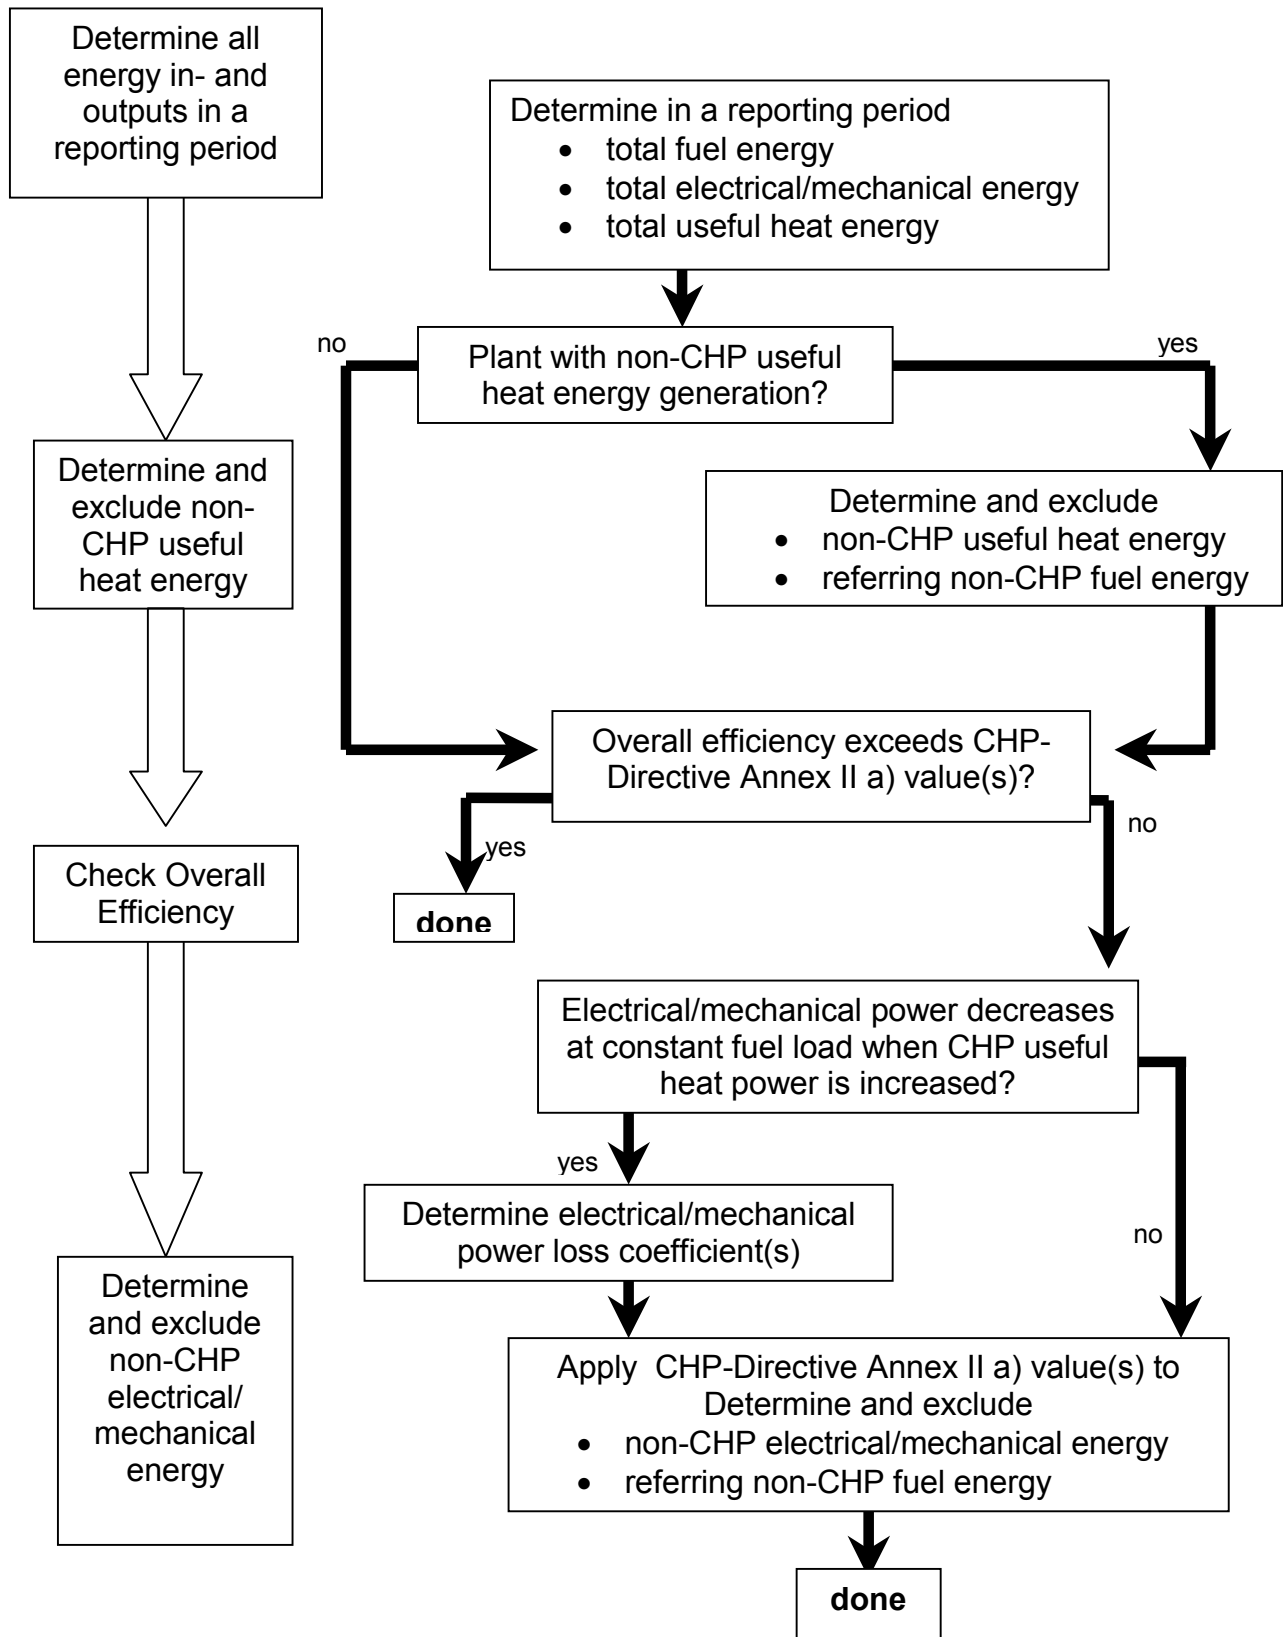 Determine all
energy in- and
outputs in a
reporting period
Determine in a reporting period
• total fuel energy
• total electrical/mechanical energy
• total useful heat energy
no
Plant with non-CHP useful
heat energy generation?
yes
Determine and
exclude non-
CHP useful
heat energy
Determine and exclude
• non-CHP useful heat energy
• referring non-CHP fuel energy
Overall efficiency exceeds CHP-
Directive Annex II a) value(s)?
yes
no
Check Overall
Efficiency
done
Electrical/mechanical power decreases
at constant fuel load when CHP useful
heat power is increased?
yes
no
Determine electrical/mechanical
power loss coefficient(s)
Determine
and exclude
non-CHP
electrical/
mechanical
energy
Apply CHP-Directive Annex II a) value(s) to
Determine and exclude
• non-CHP electrical/mechanical energy
• referring non-CHP fuel energy
done